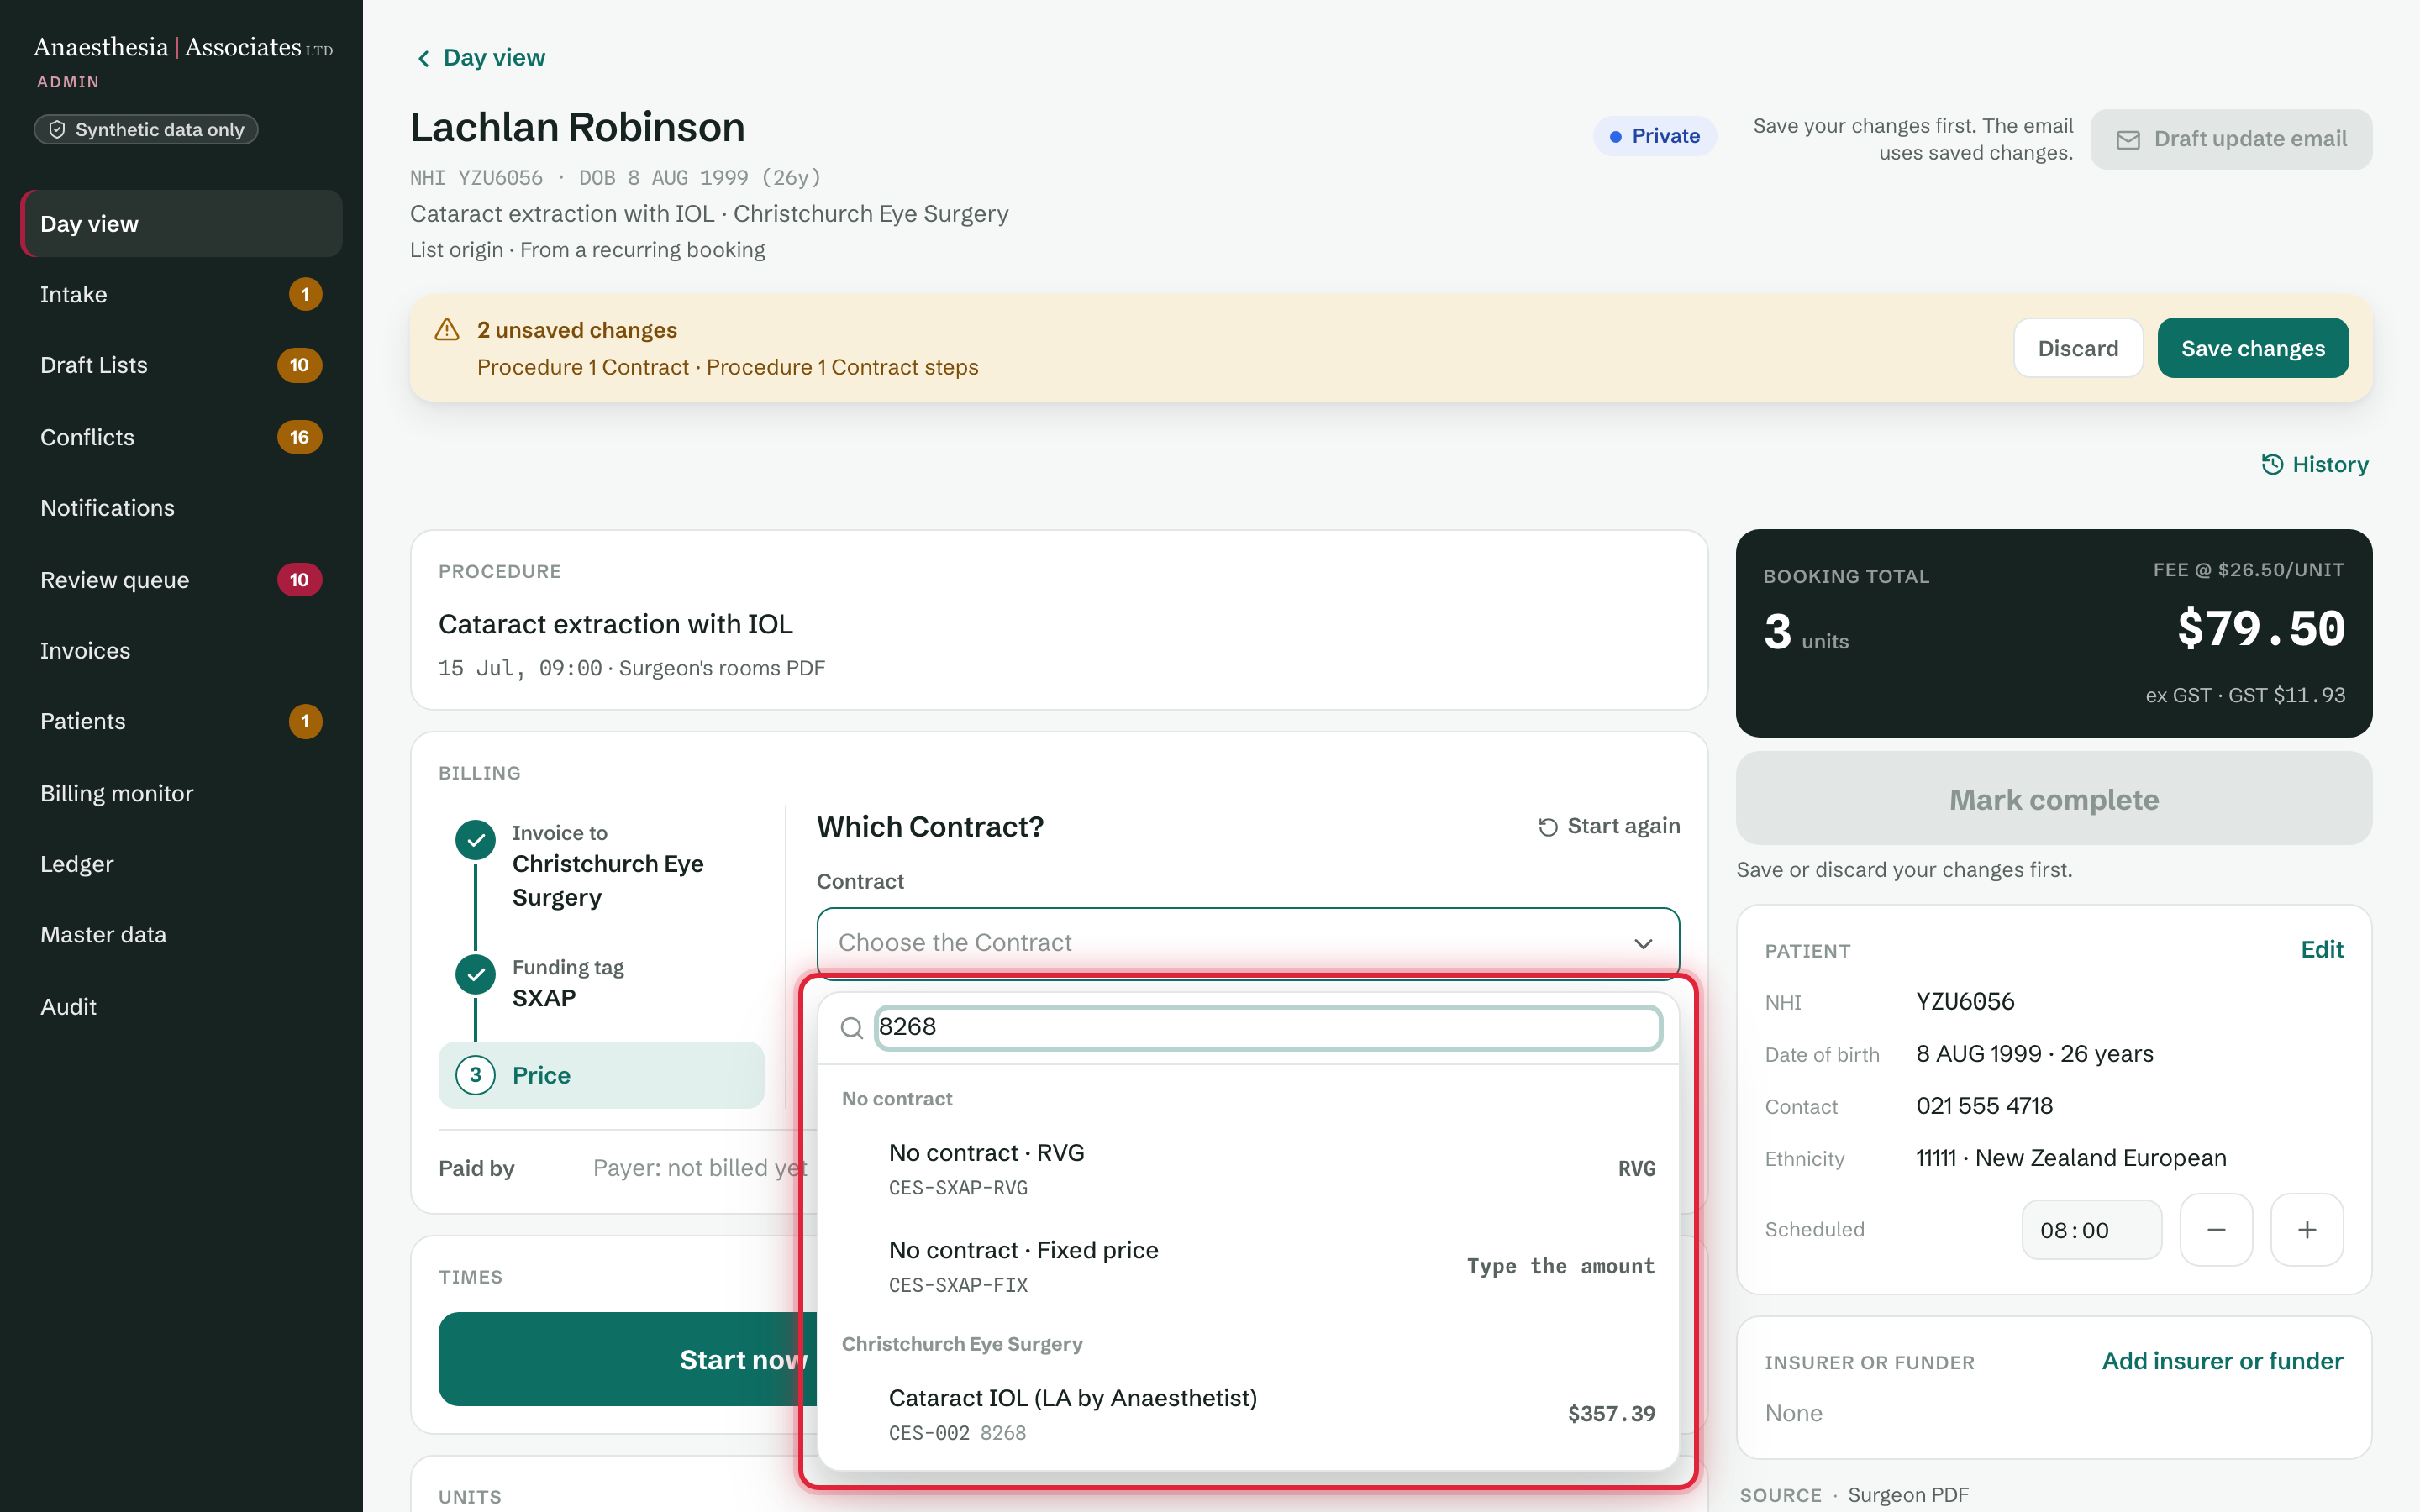 Anaesthesia | Associates LTD
ADMIN
Synthetic data only
Day view
Intake 1
Draft Lists 10
Conflicts 16
Notifications
Review queue 10
Invoices
Patients 1
Billing monitor
Ledger
Master data
Audit
Day view
Lachlan Robinson
NHI YZU6056 · DOB 8 AUG 1999 (26y)
Cataract extraction with IOL · Christchurch Eye Surgery
List origin · From a recurring booking
Private
Save your changes first. The email
uses saved changes.
Draft update email
2 unsaved changes
Procedure 1 Contract · Procedure 1 Contract steps
Discard
Save changes
History
PROCEDURE
Cataract extraction with IOL
15 Jul, 09:00 · Surgeon's rooms PDF
BILLING
Invoice to
Christchurch Eye
Surgery
Funding tag
SXAP
3 Price
Which Contract?
Start again
Contract
Choose the Contract
8268
No contract
No contract · RVG
CES-SXAP-RVG
RVG
No contract · Fixed price
CES-SXAP-FIX
Type the amount
Christchurch Eye Surgery
Cataract IOL (LA by Anaesthetist)
CES-002 8268
$357.39
Paid by
Payer: not billed yet
TIMES
Start now
UNITS
BOOKING TOTAL
3 units
FEE @ $26.50/UNIT
$79.50
ex GST · GST $11.93
Mark complete
Save or discard your changes first.
PATIENT
Edit
NHI YZU6056
Date of birth 8 AUG 1999 · 26 years
Contact 021 555 4718
Ethnicity 11111 · New Zealand European
Scheduled 08:00 − +
INSURER OR FUNDER
Add insurer or funder
None
SOURCE · Surgeon PDF